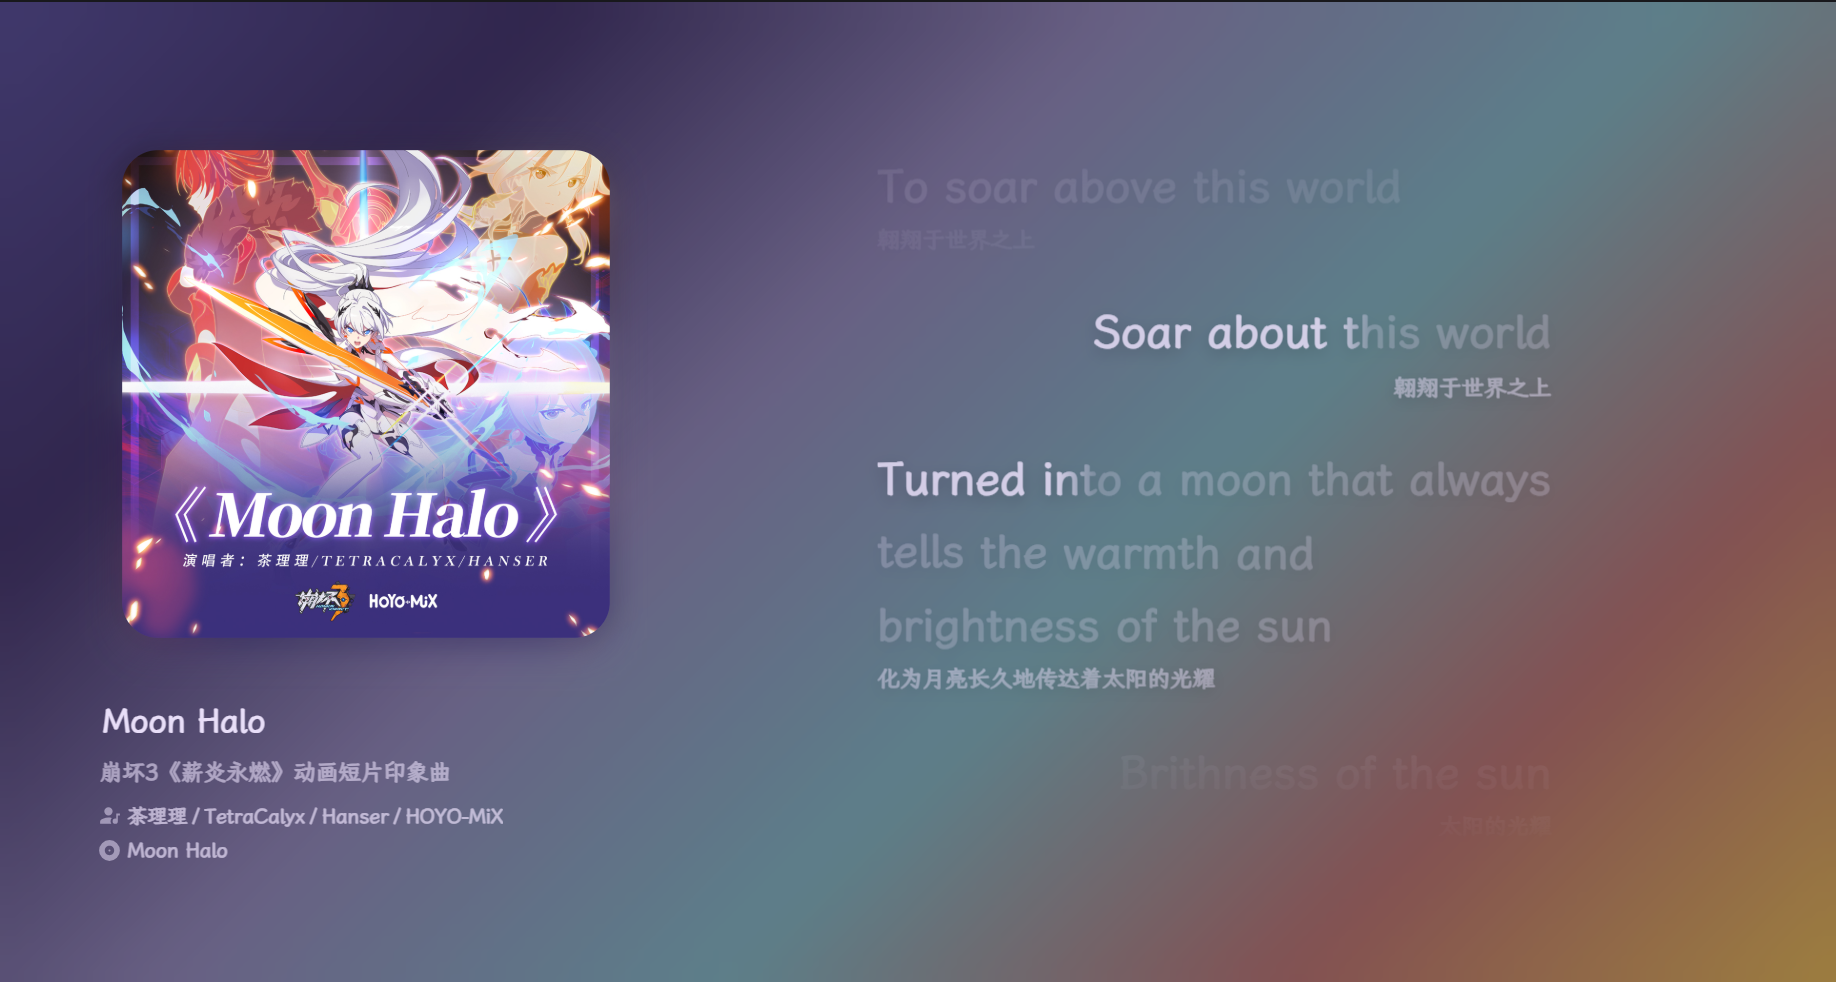 《Moon Halo》
演唱者：茶理理/TETRACALYX/HANSER
崩坏3
HOYO-MiX
Moon Halo
崩坏3《薪炎永燃》动画短片印象曲
茶理理 / TetraCalyx / Hanser / HOYO-MiX
Moon Halo
To soar above this world
翱翔于世界之上
Soar about this world
翱翔于世界之上
Turned into a moon that always
tells the warmth and
brightness of the sun
化为月亮长久地传达着太阳的光耀
Brithness of the sun
太阳的光耀